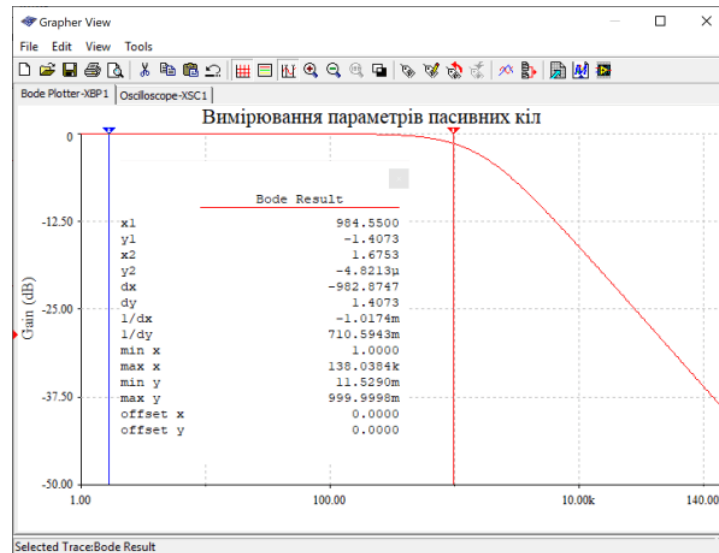 Grapher View
File Edit View Tools
Bode Plotter-XBP1 Oscilloscope-XSC1
Вимірювання параметрів пасивних кіл
0
-12.50
-25.00
-37.50
-50.00
Gain (dB)
Bode Result
x1 984.5500
y1 -1.4073
x2 1.6753
y2 -4.8213µ
dx -982.8747
dy 1.4073
1/dx -1.0174m
1/dy 710.5943m
min x 1.0000
max x 138.0384k
min y 11.5290m
max y 999.9998m
offset x 0.0000
offset y 0.0000
1.00 100.00 10.00k 140.00
Selected Trace:Bode Result